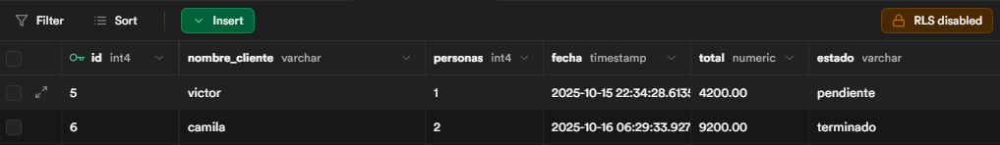 Filter Sort Insert RLS disabled
id int4 nombre_cliente varchar personas int4 fecha timestamp total numeric estado varchar
5 victor 1 2025-10-15 22:34:28.6135 4200.00 pendiente
6 camila 2 2025-10-16 06:29:33.927 9200.00 terminado